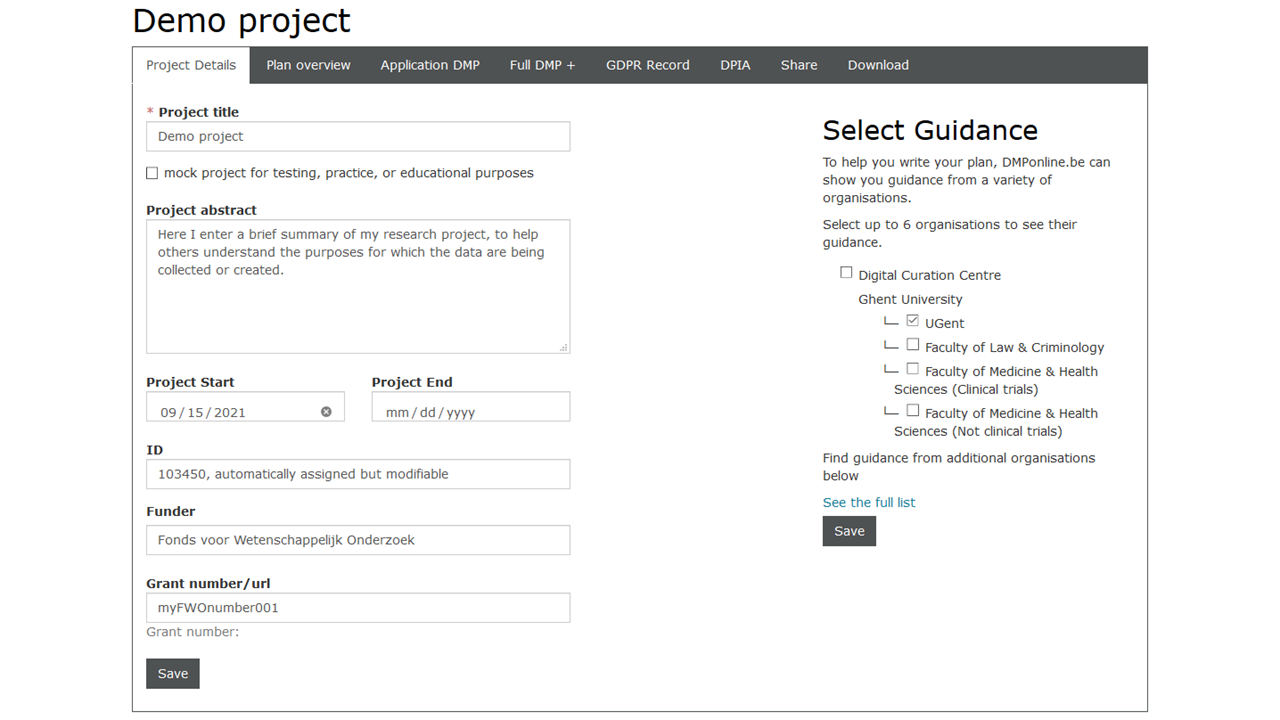 Demo project
Project Details Plan overview Application DMP Full DMP + GDPR Record DPIA Share Download
* Project title
Demo project
mock project for testing, practice, or educational purposes
Project abstract
Here I enter a brief summary of my research project, to help
others understand the purposes for which the data are being
collected or created.
Project Start Project End
09/15/2021 mm/dd/yyyy
ID
103450, automatically assigned but modifiable
Funder
Fonds voor Wetenschappelijk Onderzoek
Grant number/url
myFWOnumber001
Grant number:
Save
Select Guidance
To help you write your plan, DMPonline.be can
show you guidance from a variety of
organisations.
Select up to 6 organisations to see their
guidance.
Digital Curation Centre
Ghent University
UGent
Faculty of Law & Criminology
Faculty of Medicine & Health
Sciences (Clinical trials)
Faculty of Medicine & Health
Sciences (Not clinical trials)
Find guidance from additional organisations
below
See the full list
Save